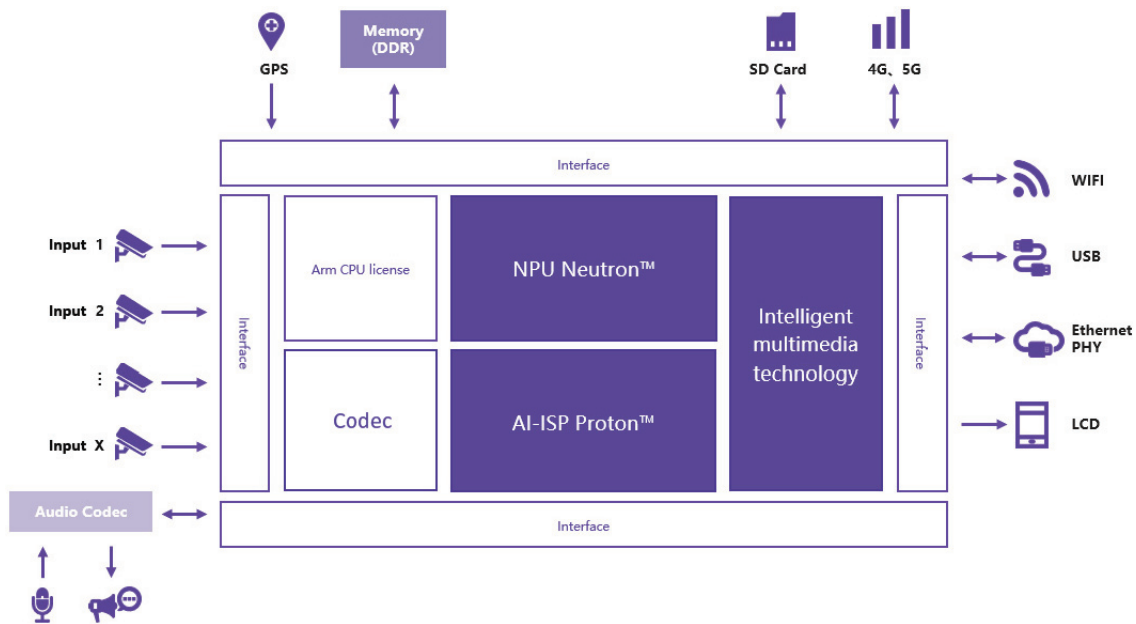 Memory
(DDR)
GPS
SD Card
4G、5G
Interface
WIFI
Input 1
Arm CPU license
NPU Neutron™
USB
Input 2
Interface
Intelligent
multimedia
technology
Interface
Ethernet
PHY
⋮
Codec
AI-ISP Proton™
LCD
Input X
Audio Codec
Interface